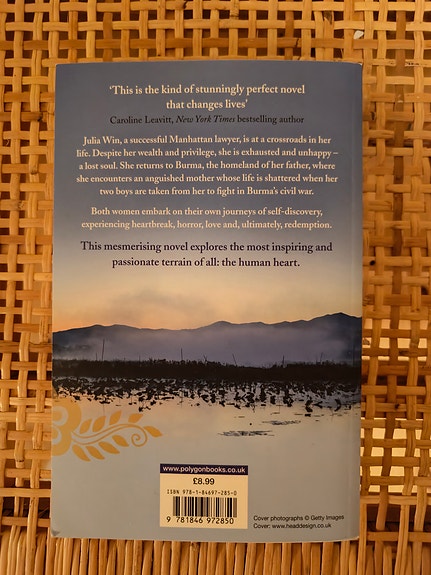 ‘This is the kind of stunningly perfect novel
that changes lives’
Caroline Leavitt, New York Times bestselling author
Julia Win, a successful Manhattan lawyer, is at a crossroads in her
life. Despite her wealth and privilege, she is exhausted and unhappy –
a lost soul. She returns to Burma, the homeland of her father, where
she encounters an anguished mother whose life is shattered when her
two boys are taken from her to fight in Burma’s civil war.
Both women embark on their own journeys of self-discovery,
experiencing heartbreak, horror, love and, ultimately, redemption.
This mesmerising novel explores the most inspiring and
passionate terrain of all: the human heart.
www.polygonbooks.co.uk
£8.99
ISBN 978-1-84697-285-0
9 781846 972850
Cover photographs © Getty Images
Cover: www.headdesign.co.uk